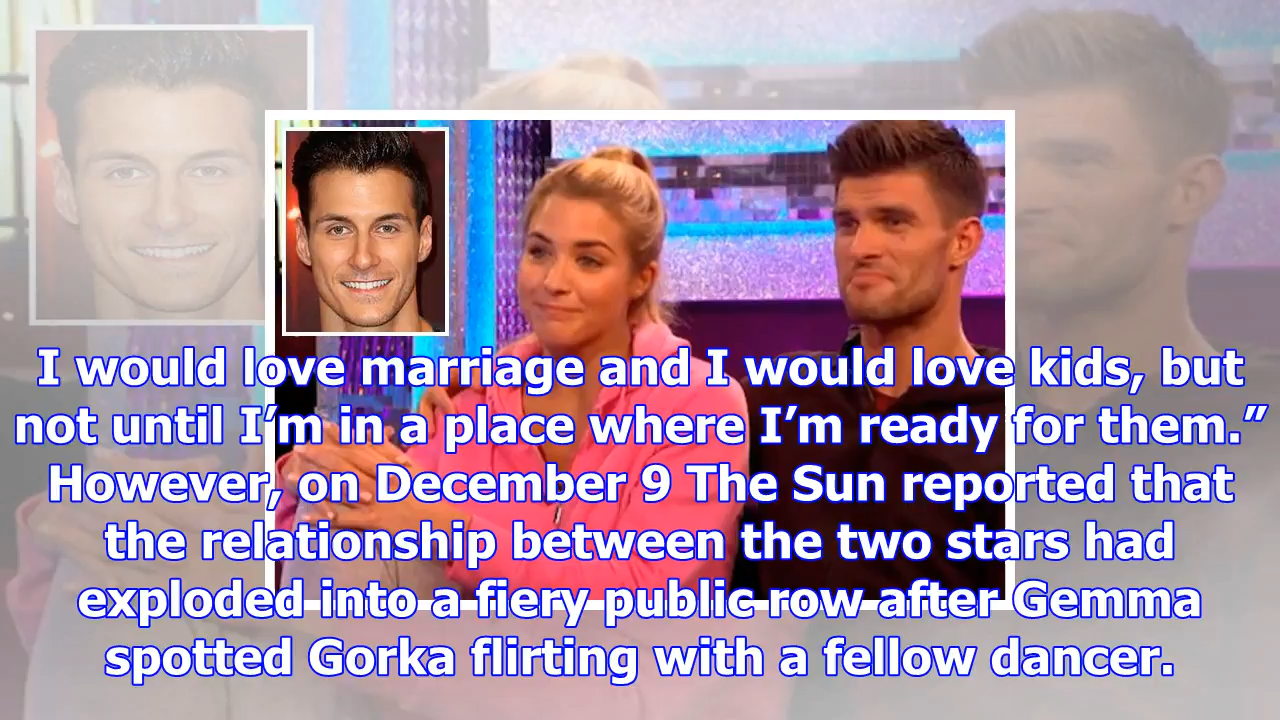 I would love marriage and I would love kids, but
not until I’m in a place where I’m ready for them.”
However, on December 9 The Sun reported that
the relationship between the two stars had
exploded into a fiery public row after Gemma
spotted Gorka flirting with a fellow dancer.